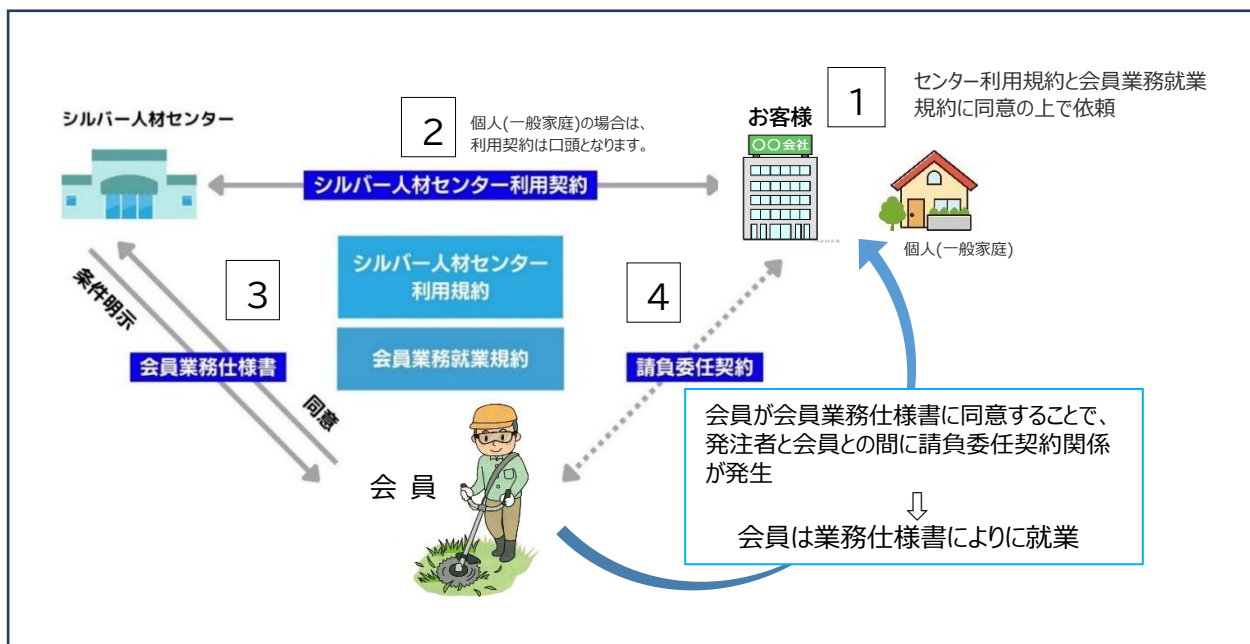 1
センター利用規約と会員業務就業
規約に同意の上で依頼
シルバー人材センター
2
個人(一般家庭)の場合は、
利用契約は口頭となります。
お客様
〇〇会社
シルバー人材センター利用契約
個人(一般家庭)
シルバー人材センター
利用規約
会員業務就業規約
3
条件明示
会員業務仕様書
同意
4
請負委任契約
会 員
会員が会員業務仕様書に同意することで、
発注者と会員との間に請負委任契約関係
が発生
⇩
会員は業務仕様書によりに就業